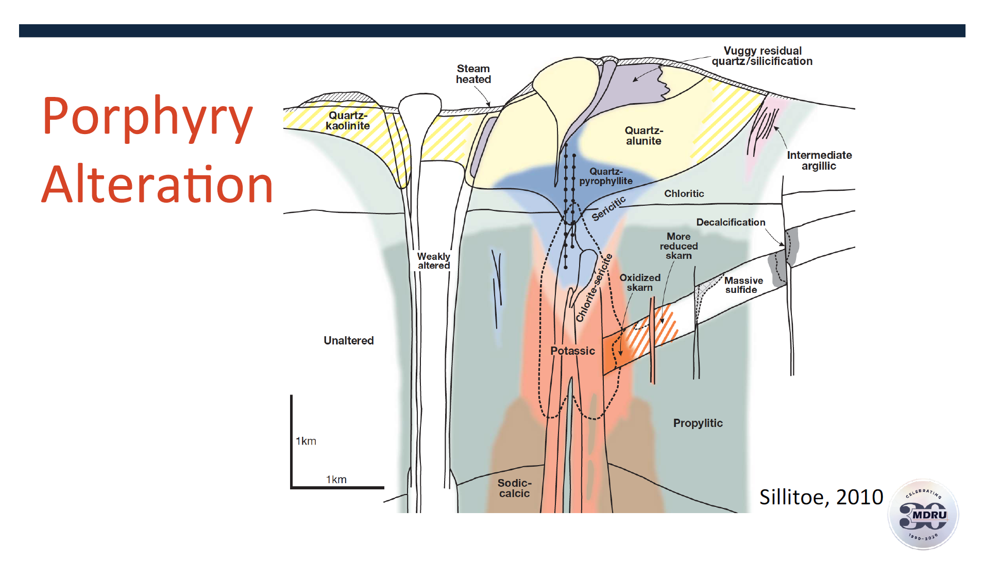 Porphyry
Alteration
Steam
heated
Vuggy residual
quartz/silicification
Quartz-
kaolinite
Quartz-
alunite
Intermediate
argillic
Quartz-
pyrophyllite
Chloritic
Sericitic
Decalcification
More
reduced
skarn
Weakly
altered
Chlorite-sericite
Oxidized
skarn
Massive
sulfide
Unaltered
Potassic
Propylitic
1km
1km
Sodic-
calcic
Sillitoe, 2010
CELEBRATING
30
MDRU
1990-2020